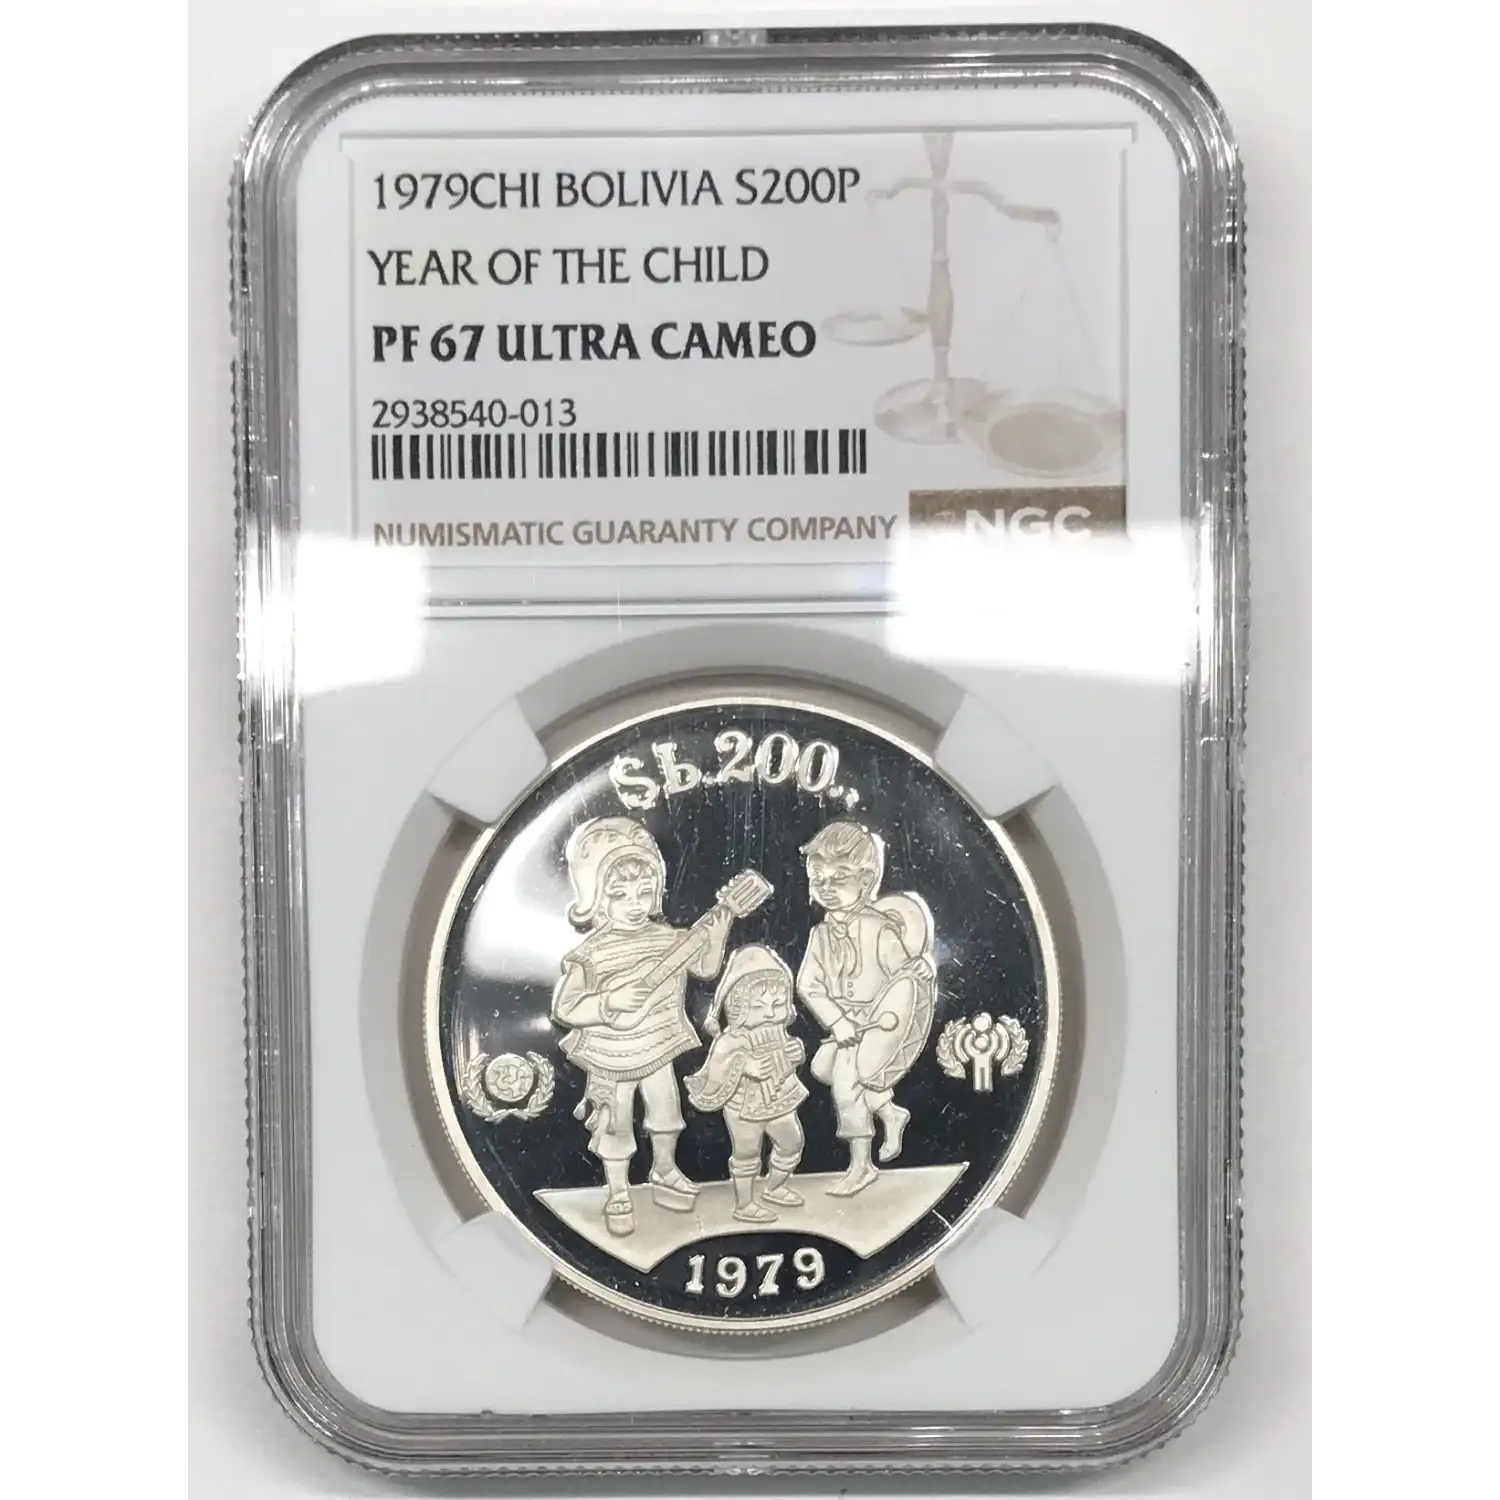 1979CHI BOLIVIA S200P
YEAR OF THE CHILD
PF 67 ULTRA CAMEO
2938540-013
NUMISMATIC GUARANTY COMPANY
NGC
$b.200.,
1979